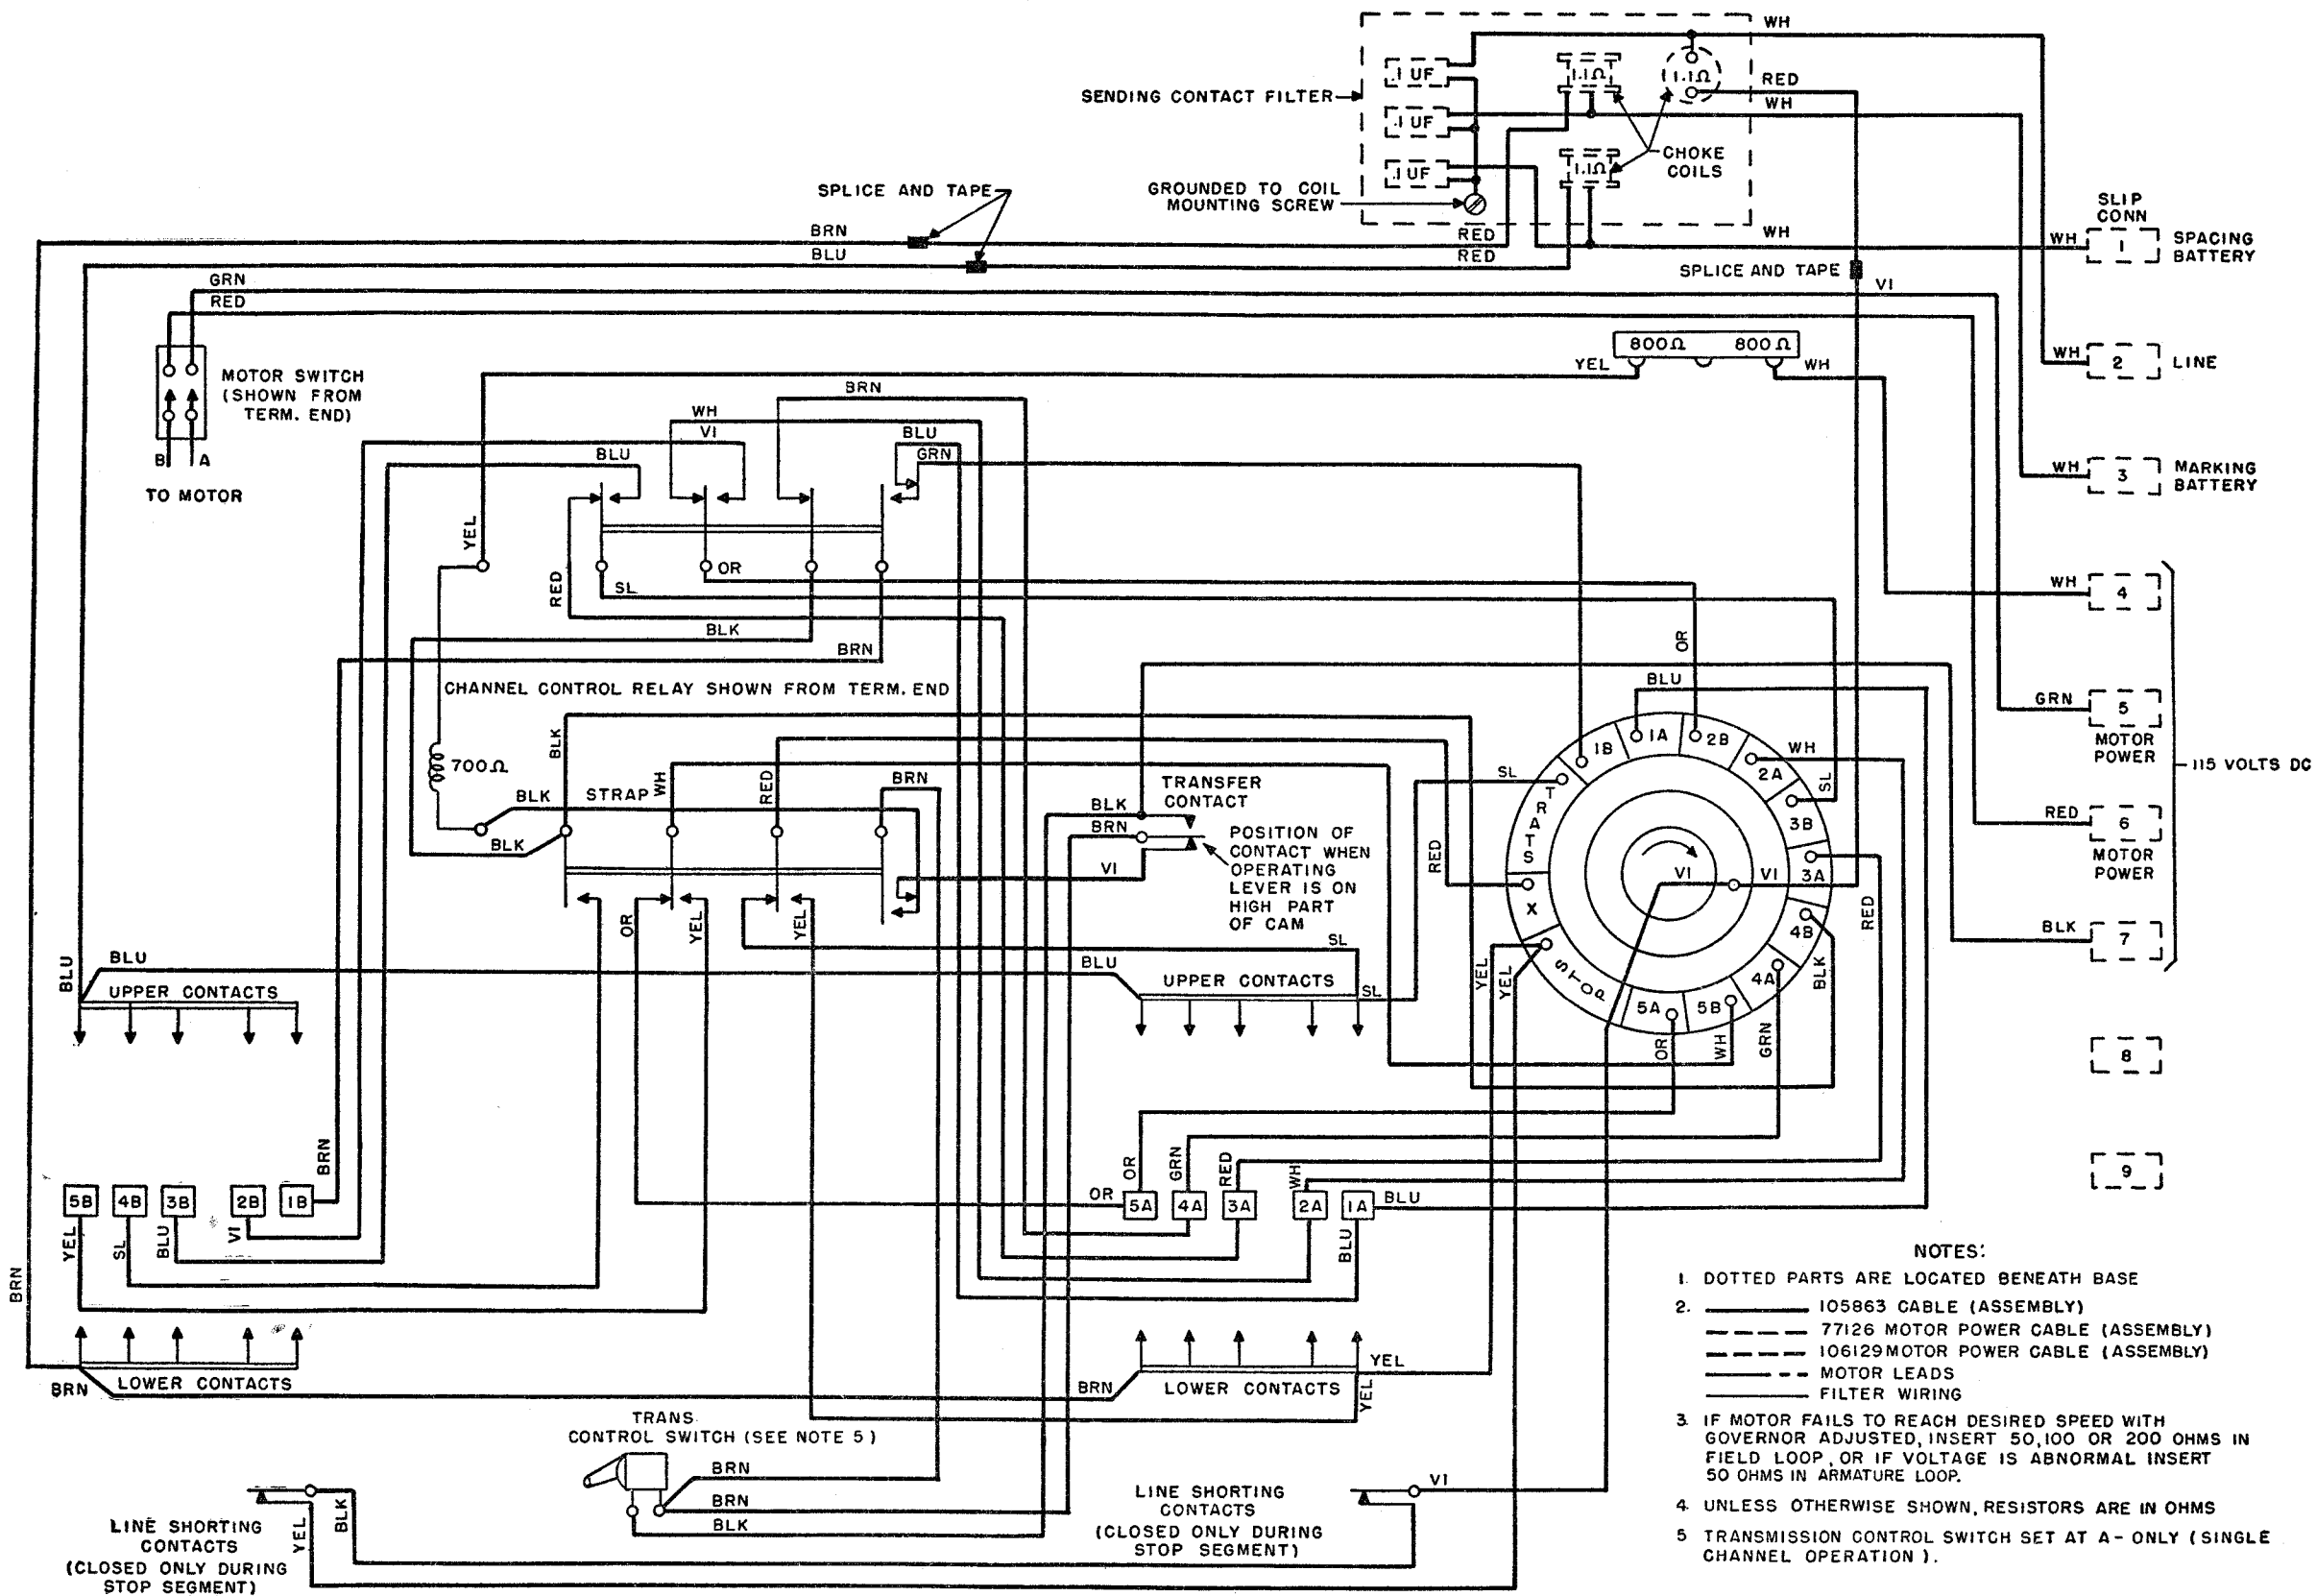 WH
.1 UF
1.1Ω
1.1Ω
RED
SENDING CONTACT FILTER
WH
.1 UF
CHOKE
COILS
.1 UF
1.1Ω
SPLICE AND TAPE
GROUNDED TO COIL
MOUNTING SCREW
SLIP
CONN
BRN
RED
WH
WH
1
SPACING
BATTERY
BLU
RED
SPLICE AND TAPE
GRN
VI
RED
800Ω
800Ω
YEL
WH
WH
2
LINE
MOTOR SWITCH
(SHOWN FROM
TERM. END)
BRN
WH
VI
BLU
BLU
GRN
B
A
TO MOTOR
WH
3
MARKING
BATTERY
YEL
RED
OR
SL
WH
4
BLK
OR
BRN
CHANNEL CONTROL RELAY SHOWN FROM TERM. END
BLU
GRN
5
MOTOR
POWER
115 VOLTS DC
BLK
1B
1A
2B
WH
2A
SL
700Ω
WH
RED
BRN
SL
TRANSFER
CONTACT
BLK
STRAP
BLK
START
3B
RED
6
MOTOR
POWER
BRN
BLK
POSITION OF
CONTACT WHEN
OPERATING
LEVER IS ON
HIGH PART
OF CAM
VI
RED
VI
VI
3A
X
RED
OR
YEL
YEL
SL
4B
BLK
7
BLU
BLU
BLU
UPPER CONTACTS
UPPER CONTACTS
SL
YEL
YEL
STOP
4A
BLK
5A
5B
OR
WH
GRN
8
BRN
OR
GRN
RED
WH
9
5B
4B
3B
2B
1B
OR
5A
4A
3A
2A
1A
BLU
YEL
SL
BLU
VI
BLU
BRN
NOTES:
1. DOTTED PARTS ARE LOCATED BENEATH BASE
2. 105863 CABLE (ASSEMBLY)
77126 MOTOR POWER CABLE (ASSEMBLY)
106129 MOTOR POWER CABLE (ASSEMBLY)
MOTOR LEADS
FILTER WIRING
BRN
LOWER CONTACTS
BRN
LOWER CONTACTS
YEL
YEL
3. IF MOTOR FAILS TO REACH DESIRED SPEED WITH
GOVERNOR ADJUSTED, INSERT 50,100 OR 200 OHMS IN
FIELD LOOP, OR IF VOLTAGE IS ABNORMAL INSERT
50 OHMS IN ARMATURE LOOP.
4. UNLESS OTHERWISE SHOWN, RESISTORS ARE IN OHMS
5 TRANSMISSION CONTROL SWITCH SET AT A- ONLY (SINGLE
CHANNEL OPERATION).
TRANS.
CONTROL SWITCH (SEE NOTE 5)
BRN
BRN
BLK
LINE SHORTING
CONTACTS
(CLOSED ONLY DURING
STOP SEGMENT)
VI
LINE SHORTING
CONTACTS
(CLOSED ONLY DURING
STOP SEGMENT)
YEL
BLK